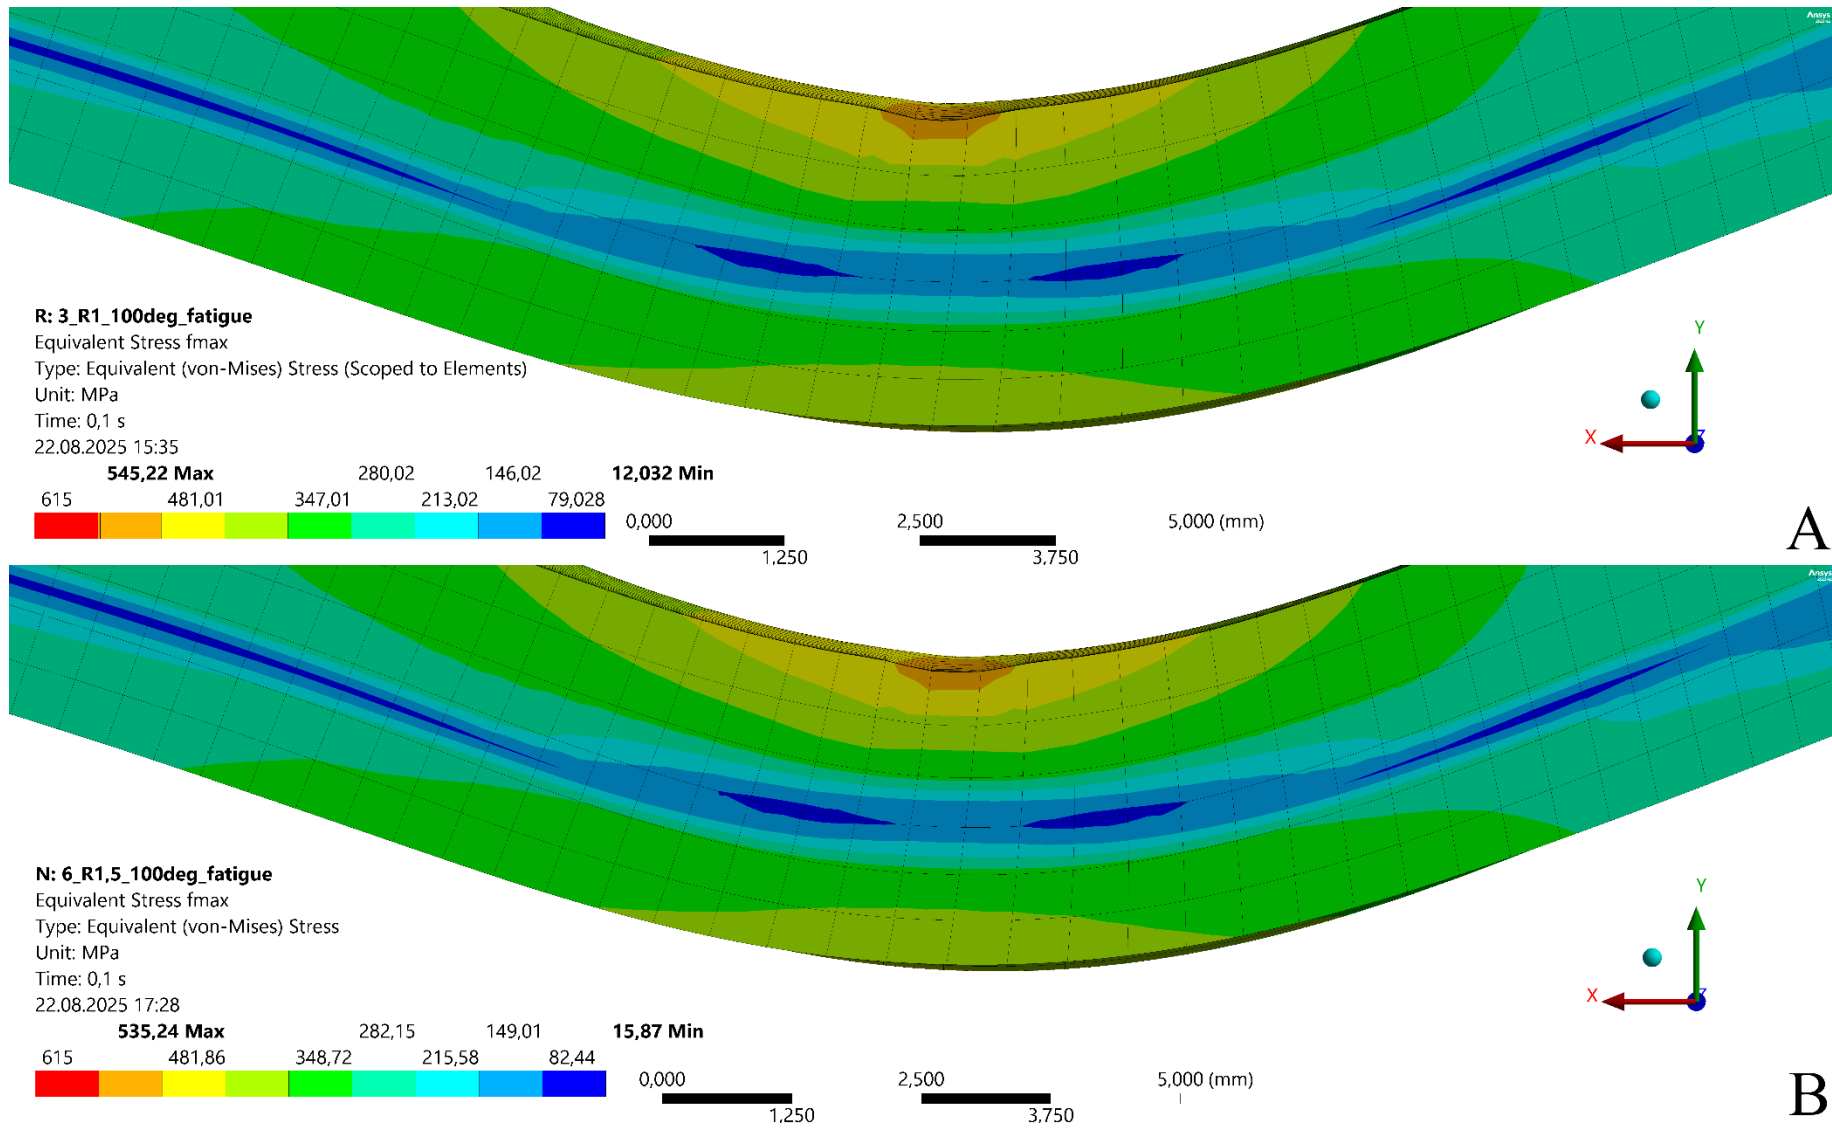 Ansys
R: 3_R1_100deg_fatigue
Equivalent Stress fmax
Type: Equivalent (von-Mises) Stress (Scoped to Elements)
Unit: MPa
Time: 0,1 s
22.08.2025 15:35
545,22 Max 280,02 146,02 12,032 Min
615 481,01 347,01 213,02 79,028
0,000 2,500 5,000 (mm)
1,250 3,750
Y
X Z
A
Ansys
N: 6_R1,5_100deg_fatigue
Equivalent Stress fmax
Type: Equivalent (von-Mises) Stress
Unit: MPa
Time: 0,1 s
22.08.2025 17:28
535,24 Max 282,15 149,01 15,87 Min
615 481,86 348,72 215,58 82,44
0,000 2,500 5,000 (mm)
1,250 3,750
Y
X Z
B